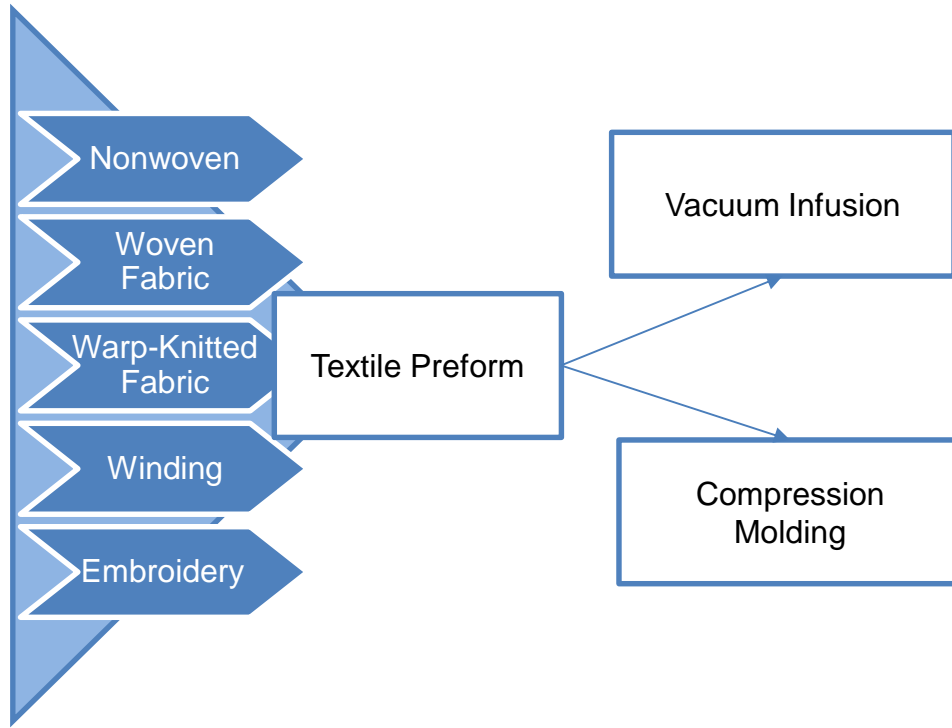 Nonwoven
Woven
Fabric
Warp-Knitted
Fabric
Winding
Embroidery
Textile Preform
Vacuum Infusion
Compression
Molding